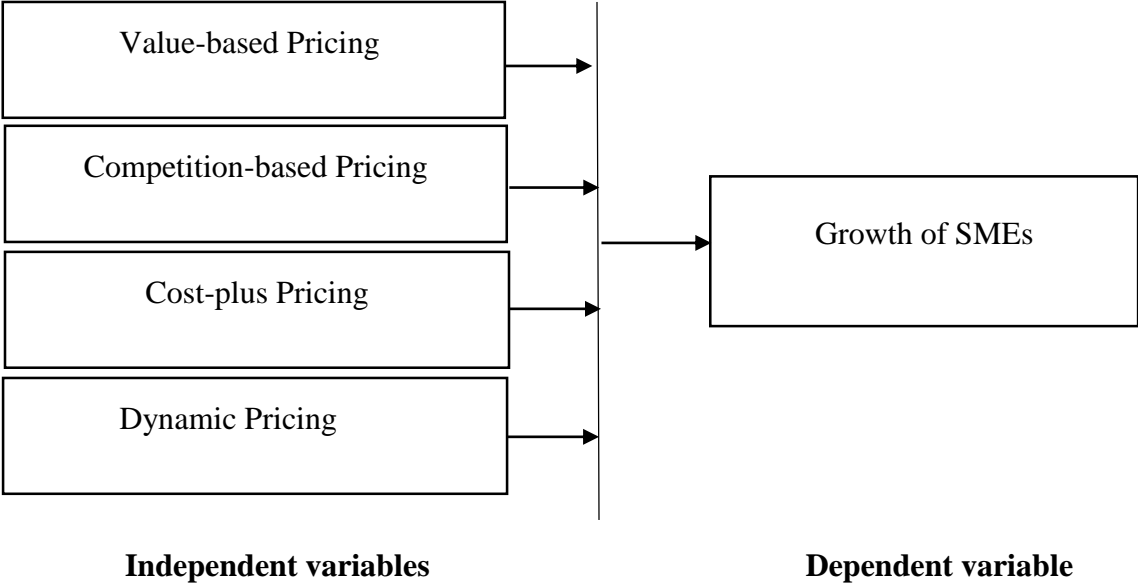 Value-based Pricing
Competition-based Pricing
Cost-plus Pricing
Dynamic Pricing
Growth of SMEs
Independent variables
Dependent variable